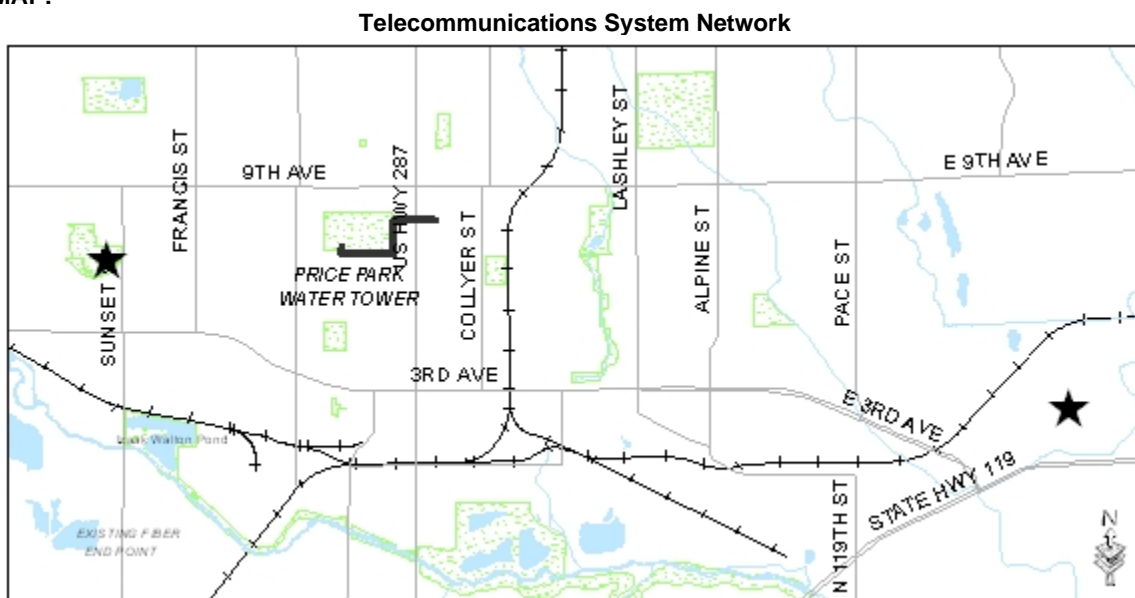 MAP:
Telecommunications System Network
LASHLEY ST
FRANCIS ST
9TH AVE
US HWY 287
E 9TH AVE
COLLYER ST
ALPINE ST
PACE ST
SUNSET
PRICE PARK
WATER TOWER
3RD AVE
E 3RD AVE
Izaak Walton Pond
STATE HWY 119
N 119TH ST
EXISTING FIBER
END POINT
N